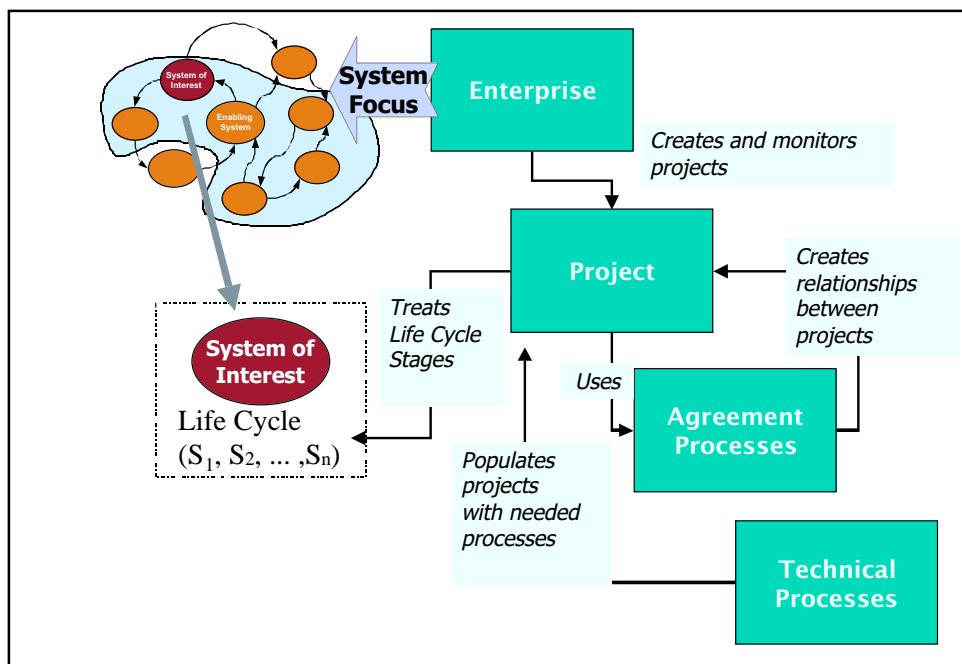 System of
Interest
Enabling
System
System
Focus
Enterprise
Creates and monitors
projects
Project
Creates
relationships
between
projects
Treats
Life Cycle
Stages
System of
Interest
Life Cycle
(S1, S2, ... ,Sn)
Uses
Agreement
Processes
Populates
projects
with needed
processes
Technical
Processes